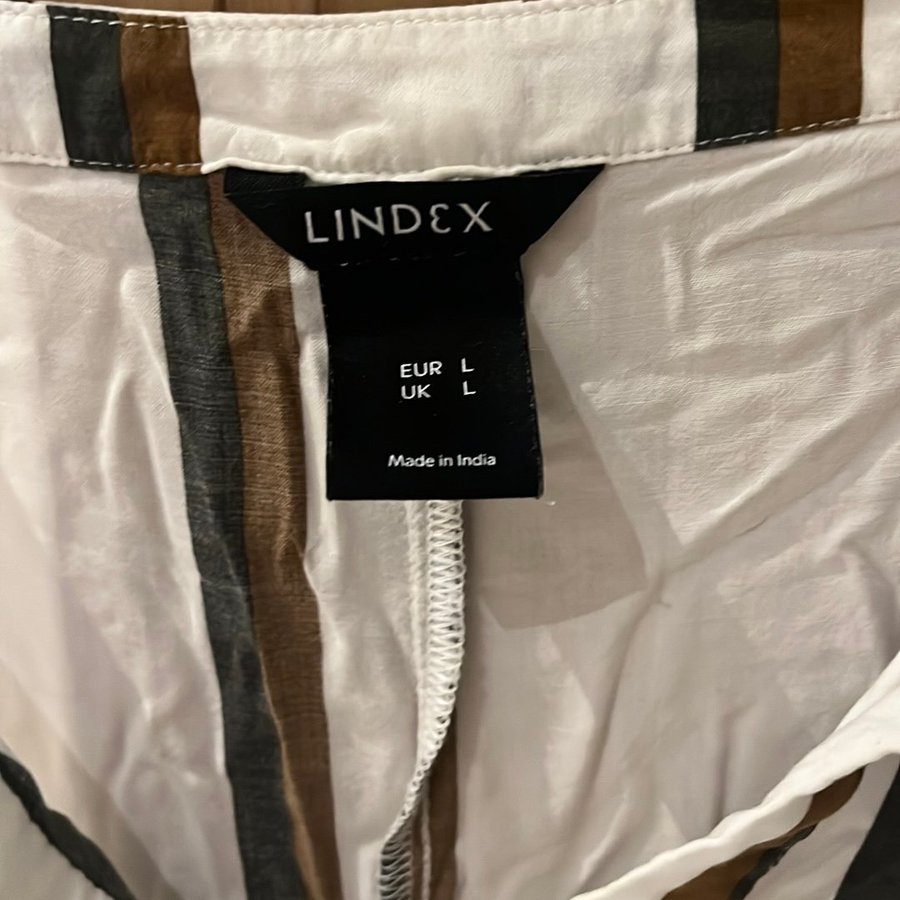 LINDEX
EUR L
UK L
Made in India